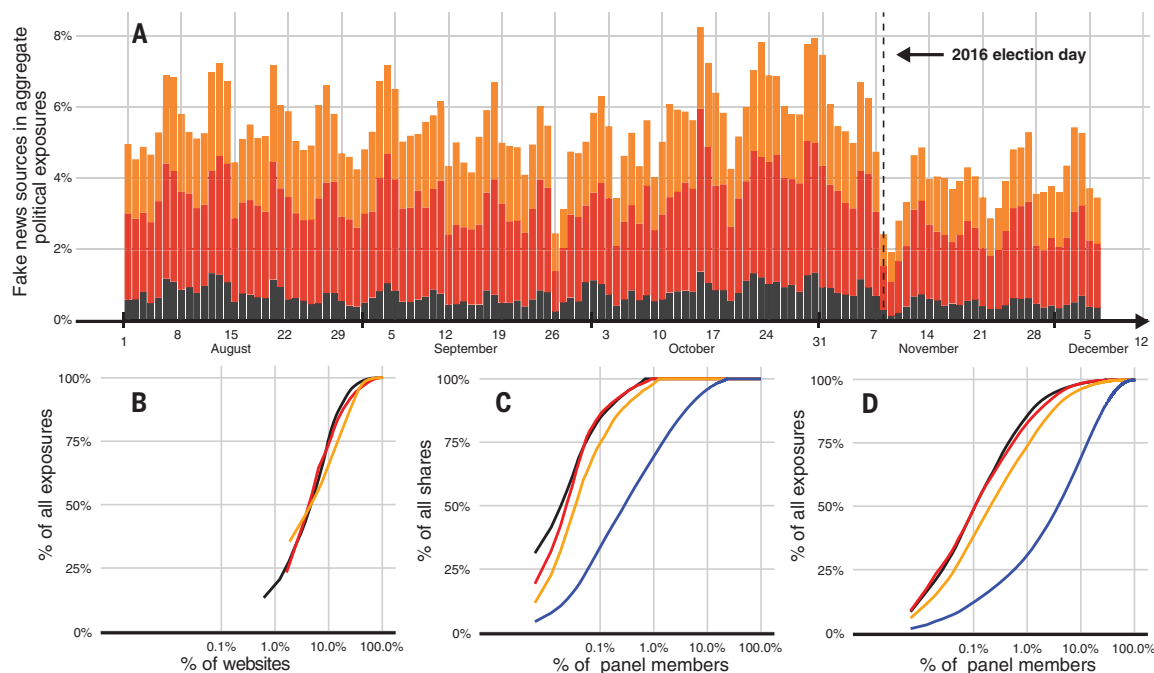 A
Fake news sources in aggregate
political exposures
8%
6%
4%
2%
0%
2016 election day
1 8 15 22 29 5 12 19 26 3 10 17 24 31 7 14 21 28 5 12
August September October November December
B
% of all exposures
100%
75%
50%
25%
0%
0.1% 1.0% 10.0% 100.0%
% of websites
C
% of all shares
100%
75%
50%
25%
0%
0.1% 1.0% 10.0% 100.0%
% of panel members
D
% of all exposures
100%
75%
50%
25%
0%
0.1% 1.0% 10.0% 100.0%
% of panel members